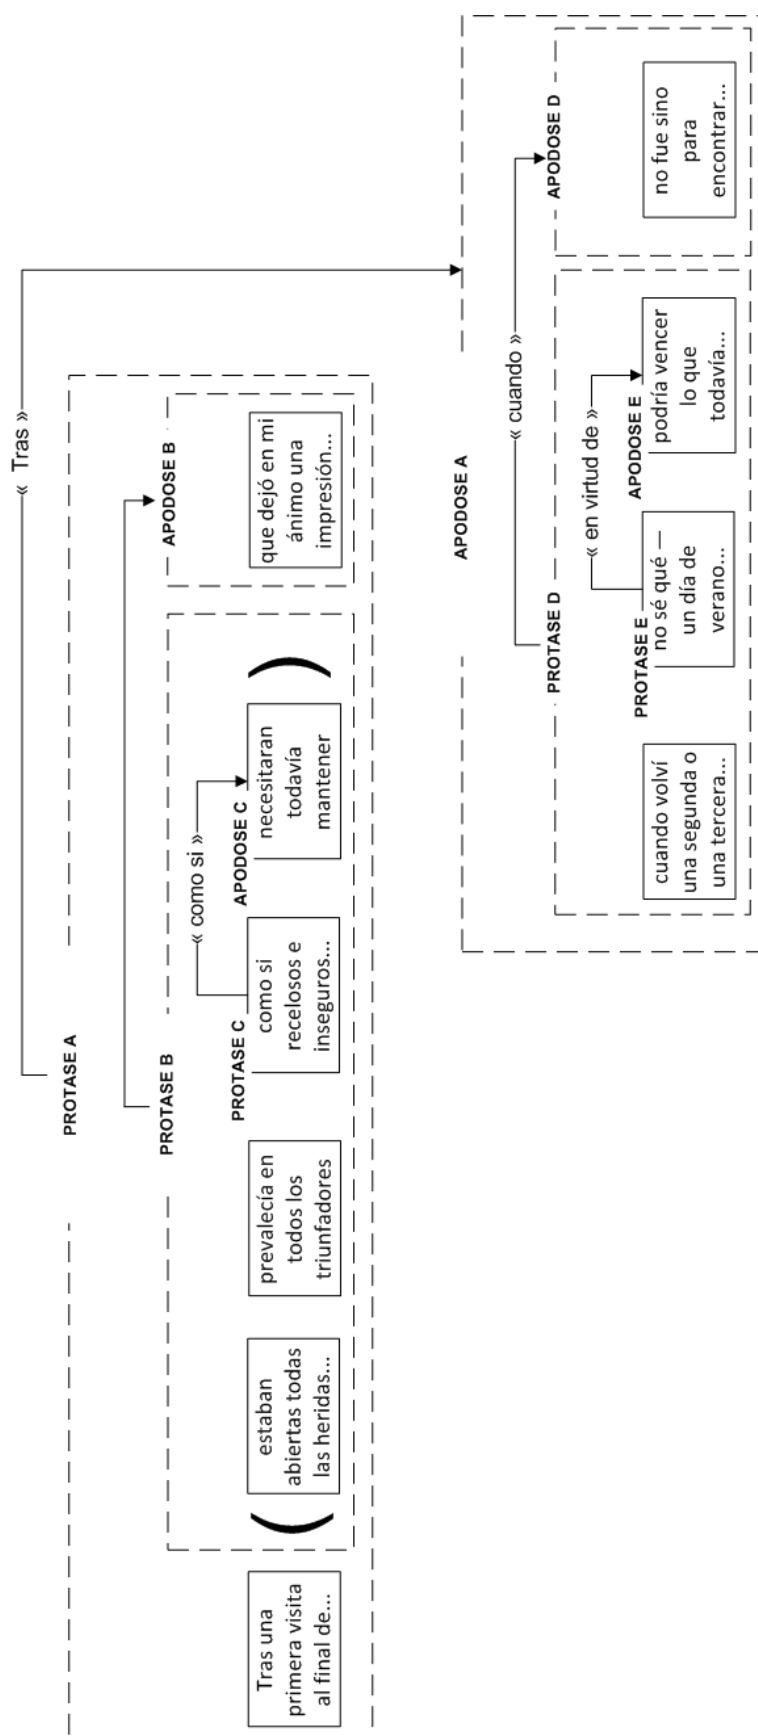 « Tras »
PROTASE A
PROTASE B
APODOSE B
« como si »
PROTASE C
APODOSE C
Tras una
primera visita
al final de...
(
estaban
abiertas todas
las heridas...
prevalecía en
todos los
triunfadores
como si
recelosos e
inseguros...
necesitaran
todavía
mantener
)
que dejó en mi
ánimo una
impresión...
APODOSE A
« cuando »
PROTASE D
APODOSE D
« en virtud de »
PROTASE E
APODOSE E
cuando volví
una segunda o
una tercera...
no sé qué —
un día de
verano...
podría vencer
lo que
todavía...
no fue sino
para
encontrar...